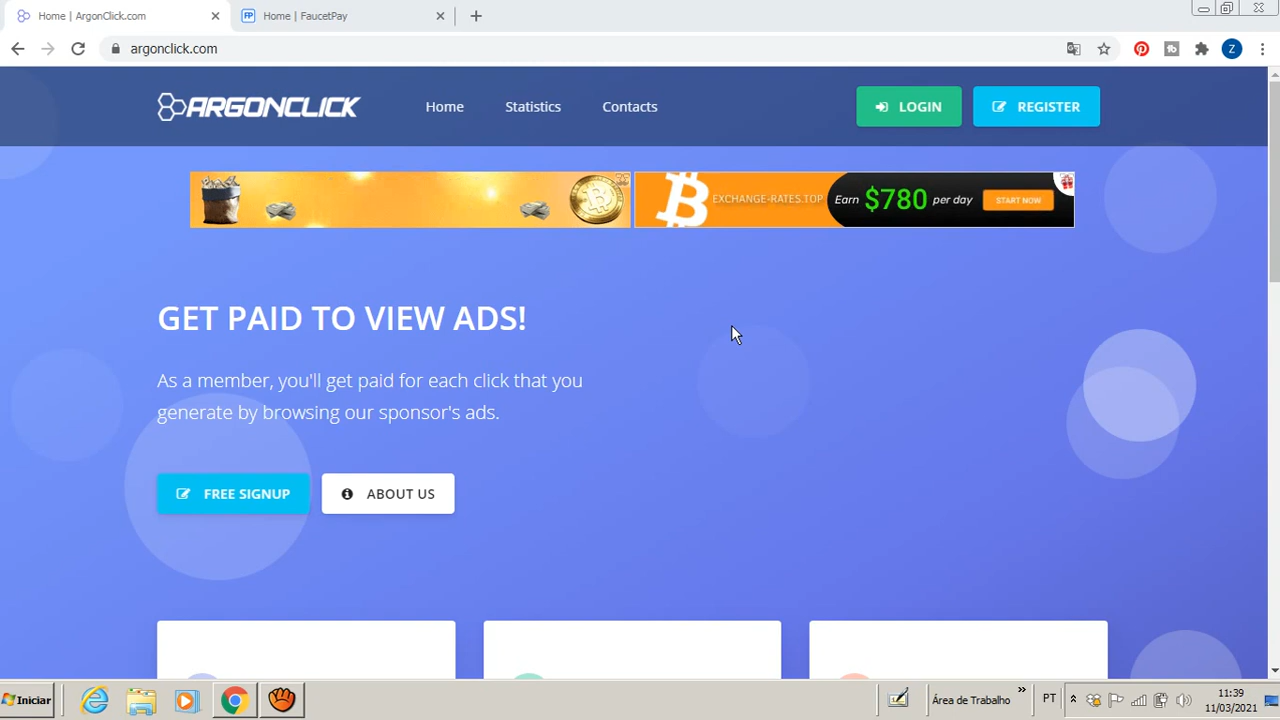 Home | ArgonClick.com
FP Home | FaucetPay
argonclick.com
Z
ARGONCLICK
Home
Statistics
Contacts
LOGIN
REGISTER
EXCHANGE-RATES.TOP
Earn $780 per day
START NOW
GET PAID TO VIEW ADS!
As a member, you'll get paid for each click that you
generate by browsing our sponsor's ads.
FREE SIGNUP
ABOUT US
Iniciar
Área de Trabalho
PT
11:39
11/03/2021